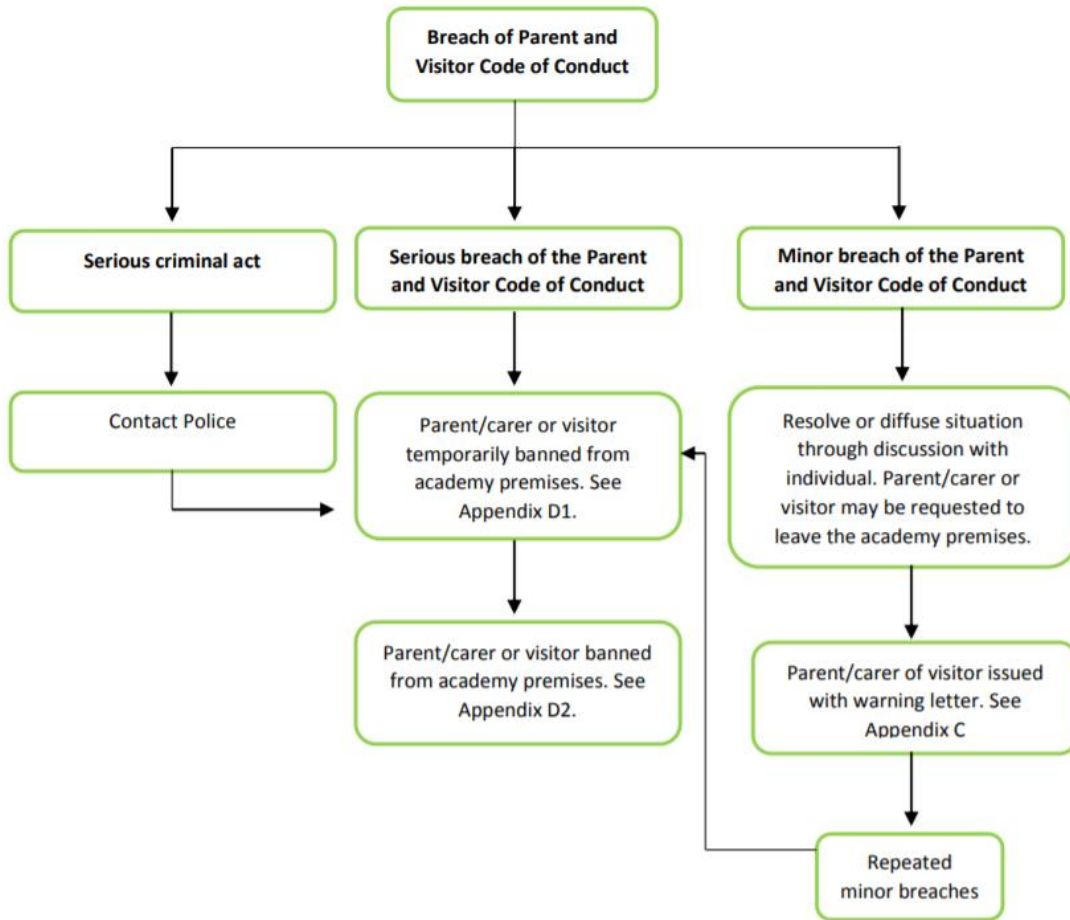 Breach of Parent and
Visitor Code of Conduct
Serious criminal act
Serious breach of the Parent
and Visitor Code of Conduct
Minor breach of the Parent
and Visitor Code of Conduct
Contact Police
Parent/carer or visitor
temporarily banned from
academy premises. See
Appendix D1.
Resolve or diffuse situation
through discussion with
individual. Parent/carer or
visitor may be requested to
leave the academy premises.
Parent/carer or visitor banned
from academy premises. See
Appendix D2.
Parent/carer of visitor issued
with warning letter. See
Appendix C
Repeated
minor breaches